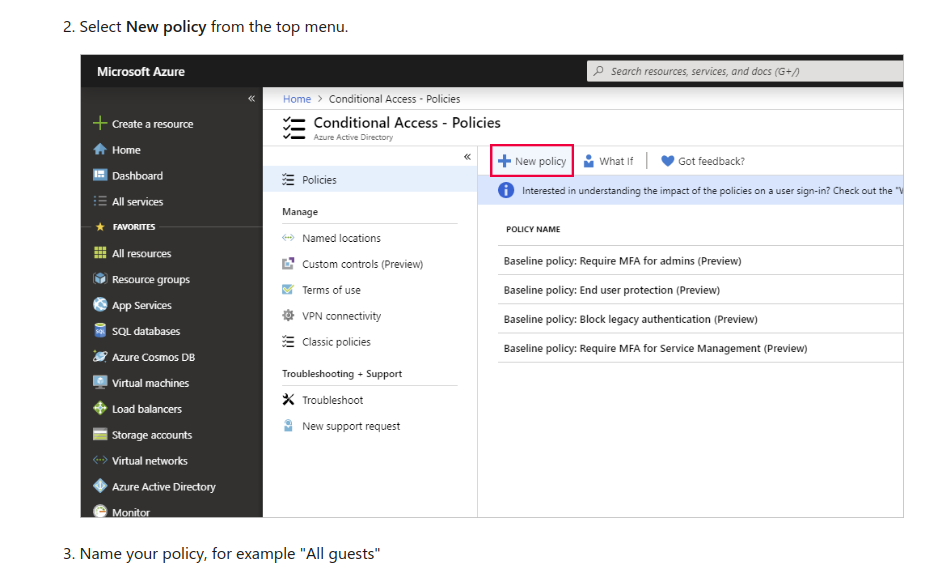 2. Select New policy from the top menu.
Microsoft Azure
Search resources, services, and docs (G+/)
«
Home > Conditional Access - Policies
Conditional Access - Policies
Azure Active Directory
Create a resource
Home
Dashboard
All services
FAVORITES
All resources
Resource groups
App Services
SQL databases
Azure Cosmos DB
Virtual machines
Load balancers
Storage accounts
Virtual networks
Azure Active Directory
Monitor
«
Policies
Manage
Named locations
Custom controls (Preview)
Terms of use
VPN connectivity
Classic policies
Troubleshooting + Support
Troubleshoot
New support request
New policy
What If
Got feedback?
Interested in understanding the impact of the policies on a user sign-in? Check out the "
POLICY NAME
Baseline policy: Require MFA for admins (Preview)
Baseline policy: End user protection (Preview)
Baseline policy: Block legacy authentication (Preview)
Baseline policy: Require MFA for Service Management (Preview)
3. Name your policy, for example "All guests"